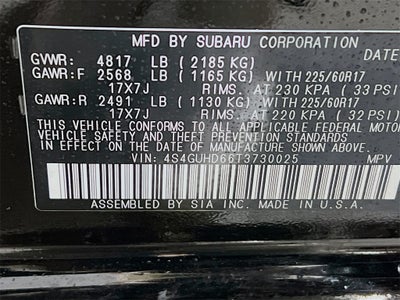 MFD BY SUBARU CORPORATION DATE
GVWR: 4817 LB ( 2185 KG)
GAWR:F 2568 LB ( 1165 KG) WITH 225/60R17
17X7J RIMS, AT 230 KPA ( 33 PSI
GAWR:R 2491 LB ( 1130 KG) WITH 225/60R17
17X7J RIMS, AT 220 KPA ( 32 PSI)
THIS VEHICLE CONFORMS TO ALL APPLICABLE FEDERAL MOTOR
VEHICLE SAFETY, BUMPER, AND THEFT PREVENTION STANDARDS
IN EFFECT ON THE DATE OF MANUFACTURE SHOWN ABOVE.
VIN: 4S4GUHD66T3730025 MPV
ASSEMBLED BY SIA INC. MADE IN U.S.A.